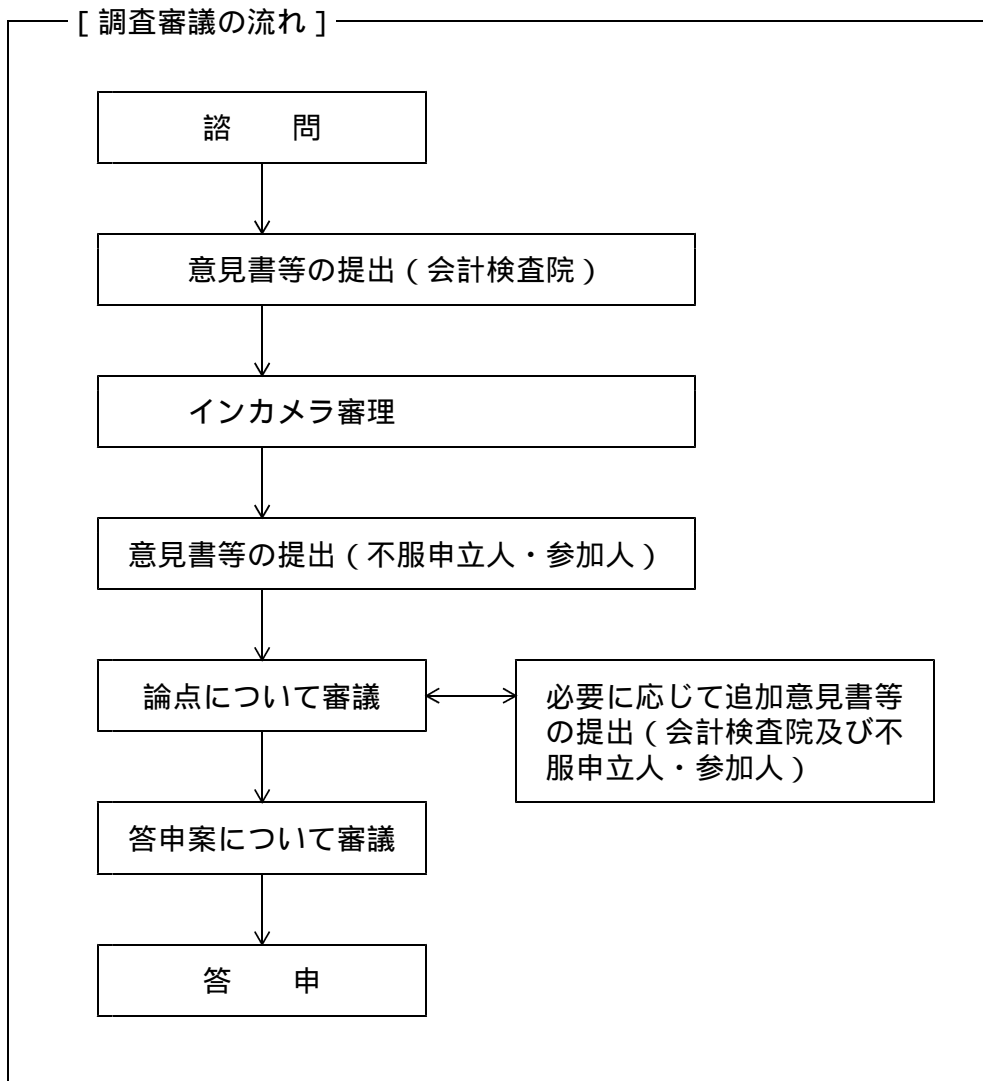 [ 調査審議の流れ ]
諮　　問
意見書等の提出（会計検査院）
インカメラ審理
意見書等の提出（不服申立人・参加人）
論点について審議
必要に応じて追加意見書等
の提出（会計検査院及び不
服申立人・参加人）
答申案について審議
答　　申